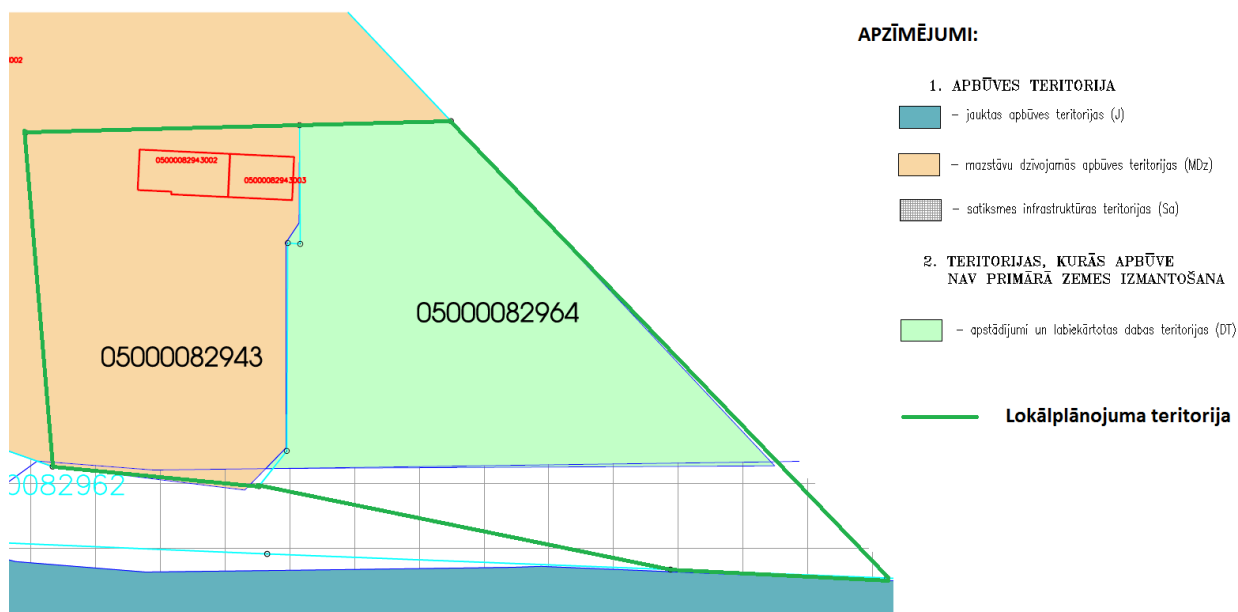 002
05000082943002
05000082943003
05000082964
05000082943
0082962
APZĪMĒJUMI:
1. APBŪVES TERITORIJA
– jauktas apbūves teritorijas (J)
– mazstāvu dzīvojamās apbūves teritorijas (MDz)
– satiksmes infrastruktūras teritorijas (Sa)
2. TERITORIJAS, KURĀS APBŪVE
NAV PRIMĀRĀ ZEMES IZMANTOŠANA
– apstādījumi un labiekārtotas dabas teritorijas (DT)
Lokālplānojuma teritorija